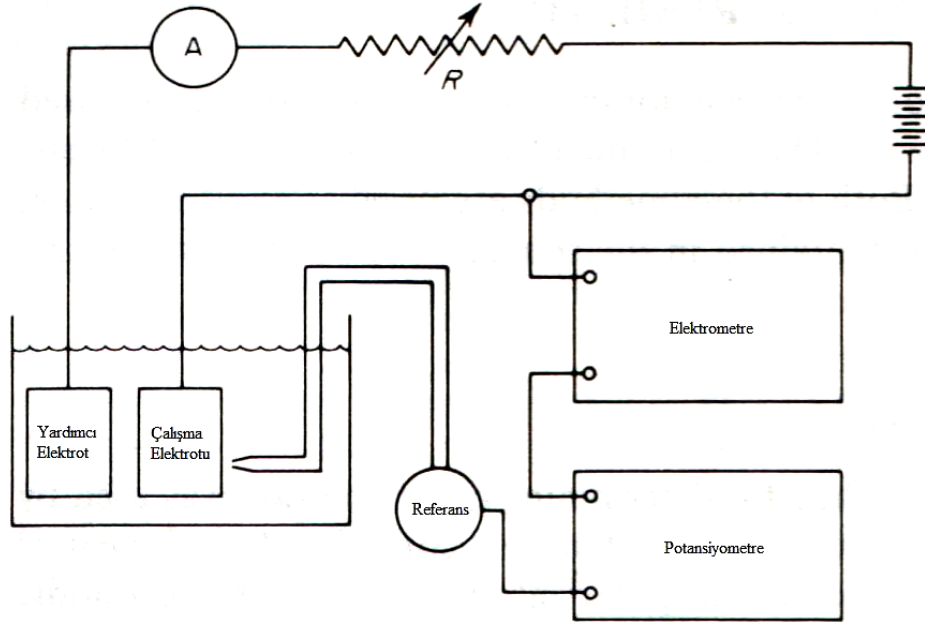 A
R
Elektrometre
Yardımcı
Elektrot
Çalışma
Elektrotu
Referans
Potansiyometre